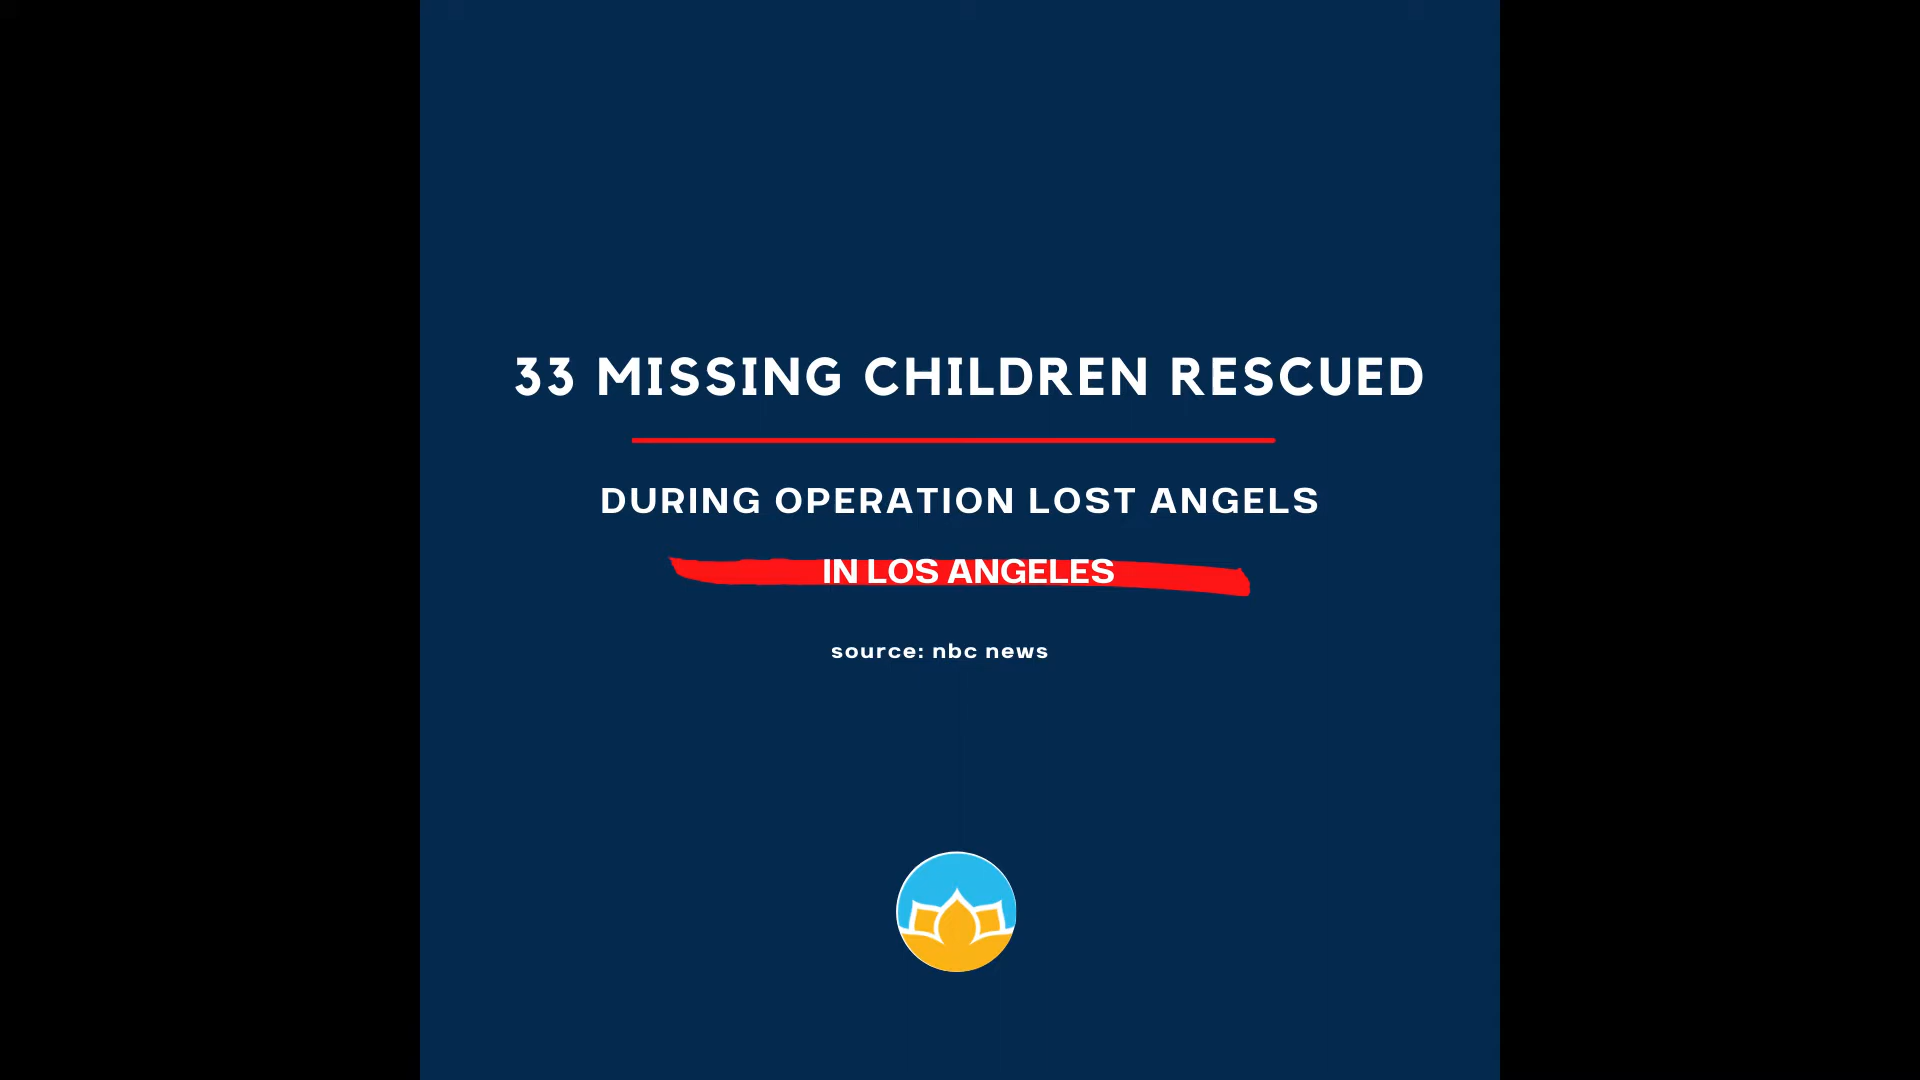 33 MISSING CHILDREN RESCUED
DURING OPERATION LOST ANGELS
IN LOS ANGELES
source: nbc news